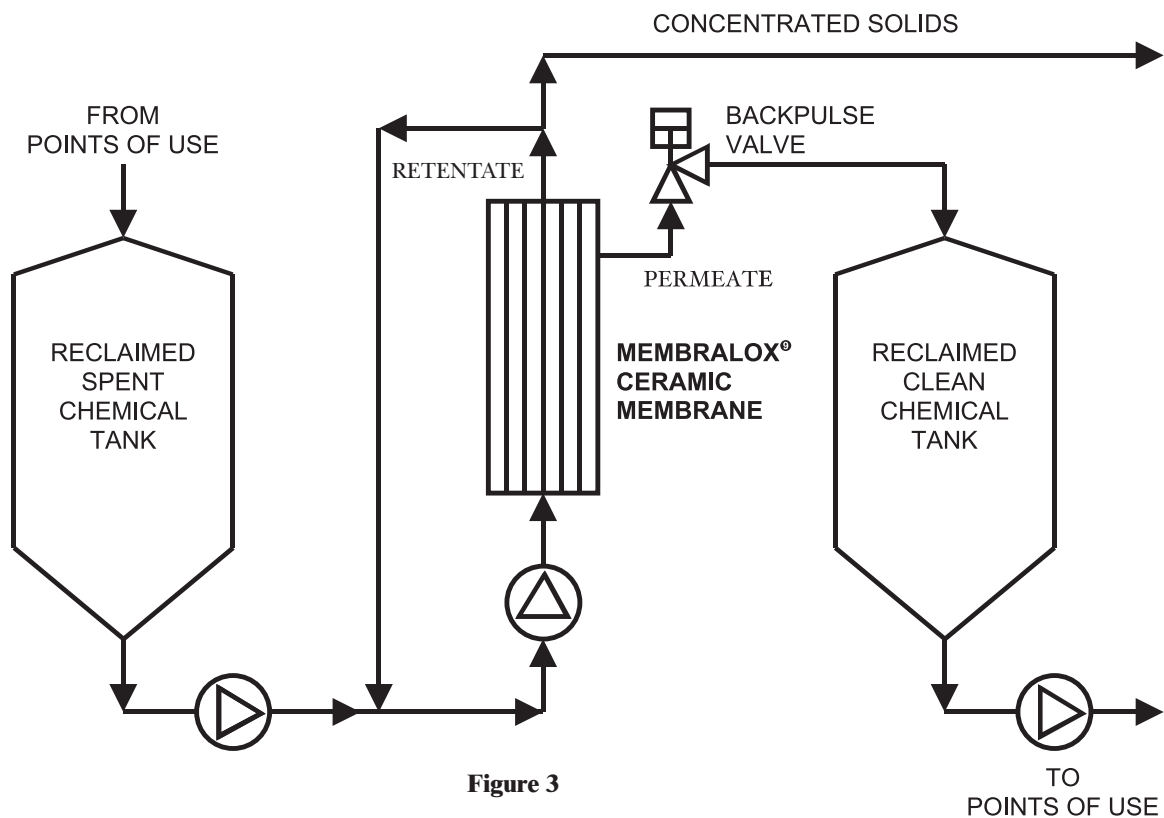 CONCENTRATED SOLIDS
FROM
POINTS OF USE
BACKPULSE
VALVE
RETENTATE
PERMEATE
RECLAIMED
SPENT
CHEMICAL
TANK
MEMBRALOX®
CERAMIC
MEMBRANE
RECLAIMED
CLEAN
CHEMICAL
TANK
Figure 3
TO
POINTS OF USE